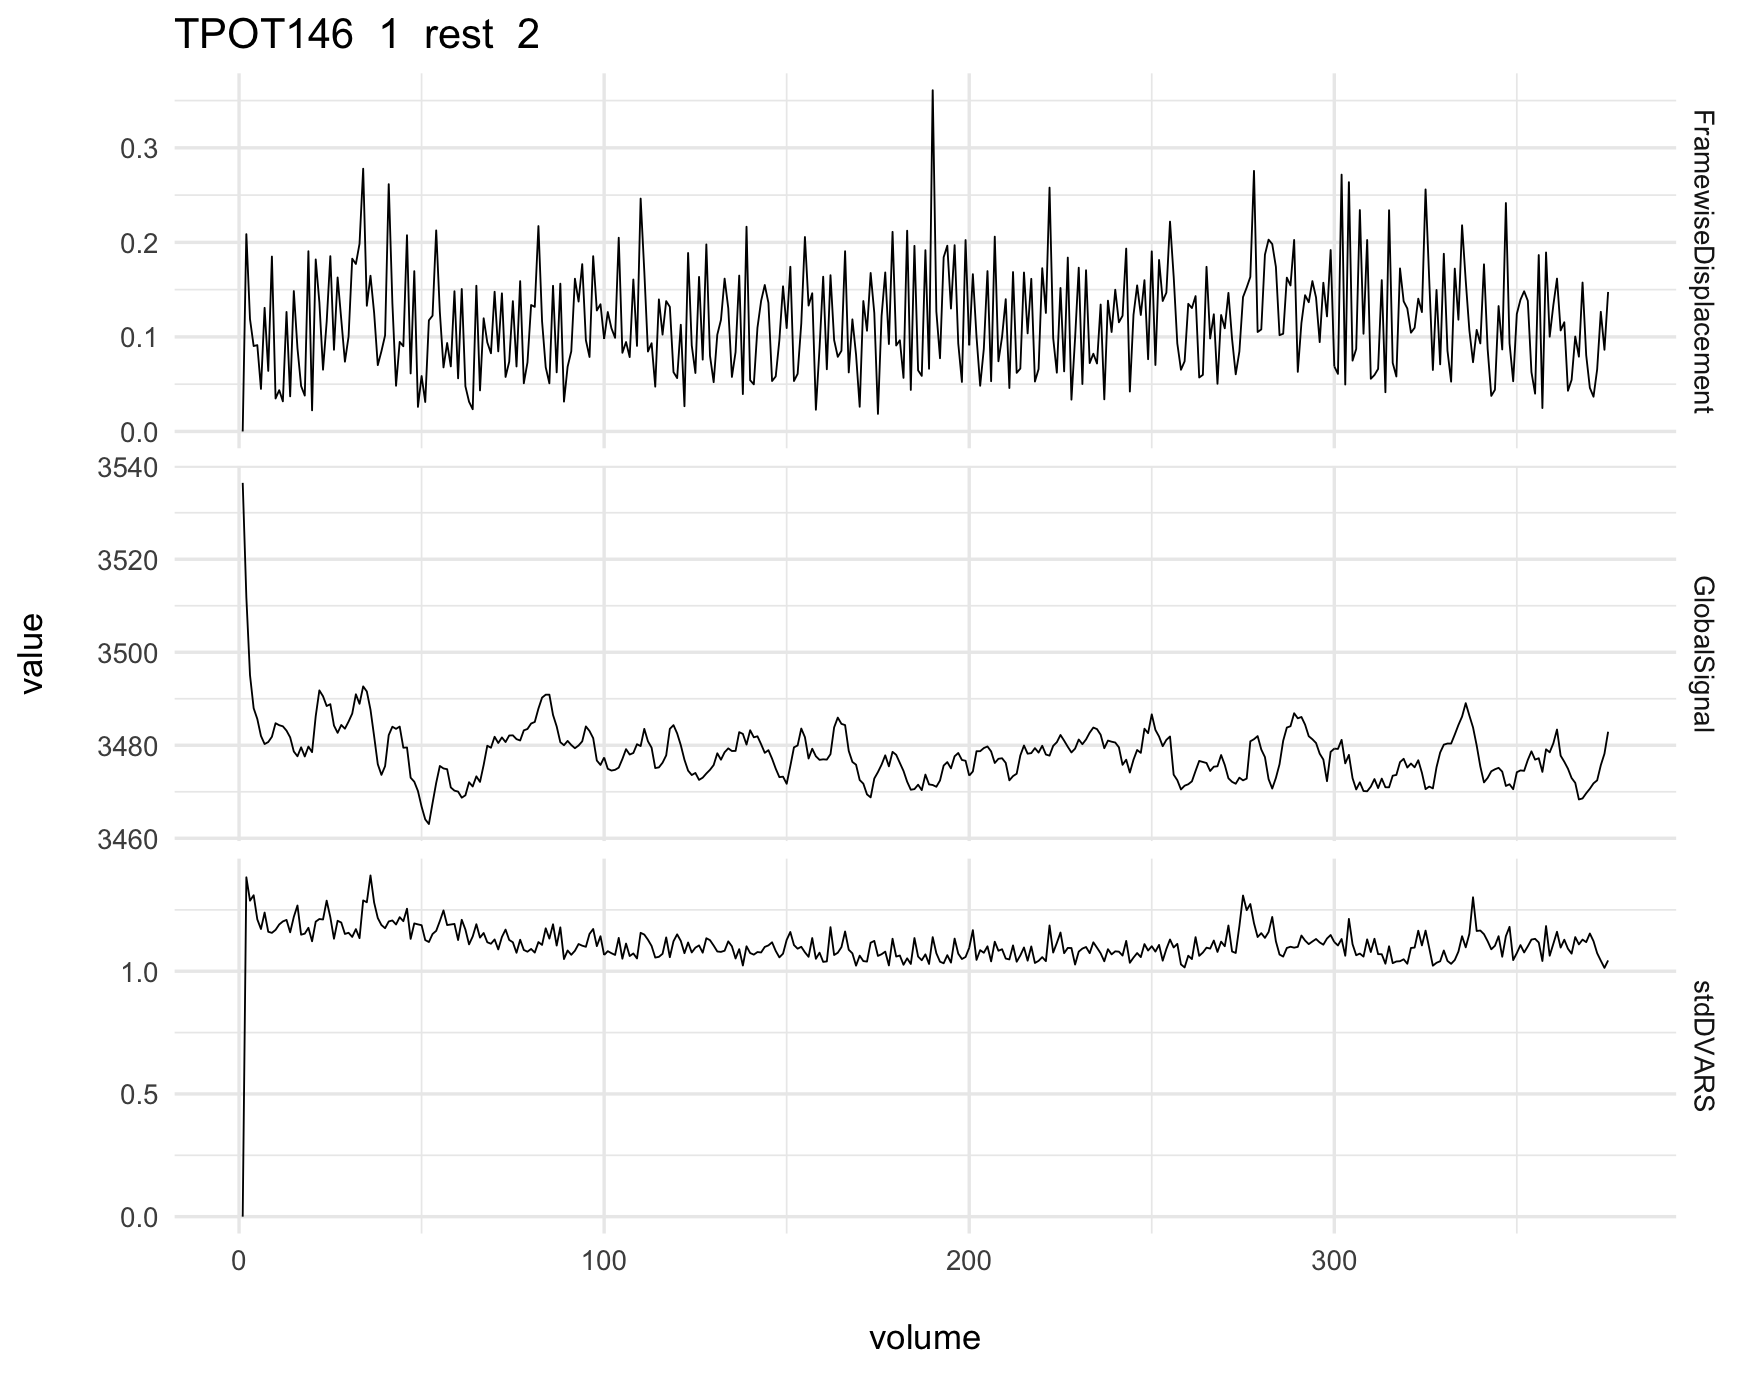 TPOT146 1 rest 2
0.3
0.2
0.1
0.0
FramewiseDisplacement
3540
3520
3500
3480
3460
GlobalSignal
value
1.0
0.5
0.0
stdDVARS
0 100 200 300
volume